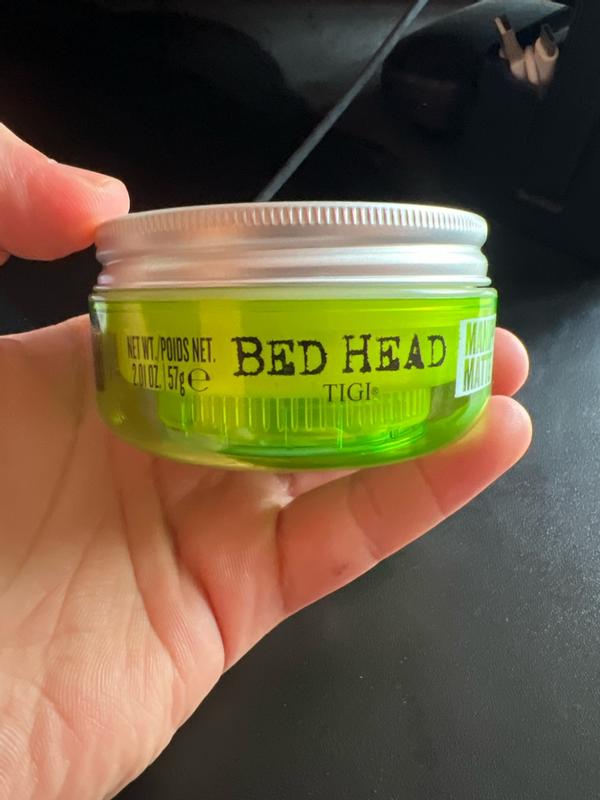 NET WT./POIDS NET.
2.01 OZ. | 57g ℮
BED HEAD
TIGI®